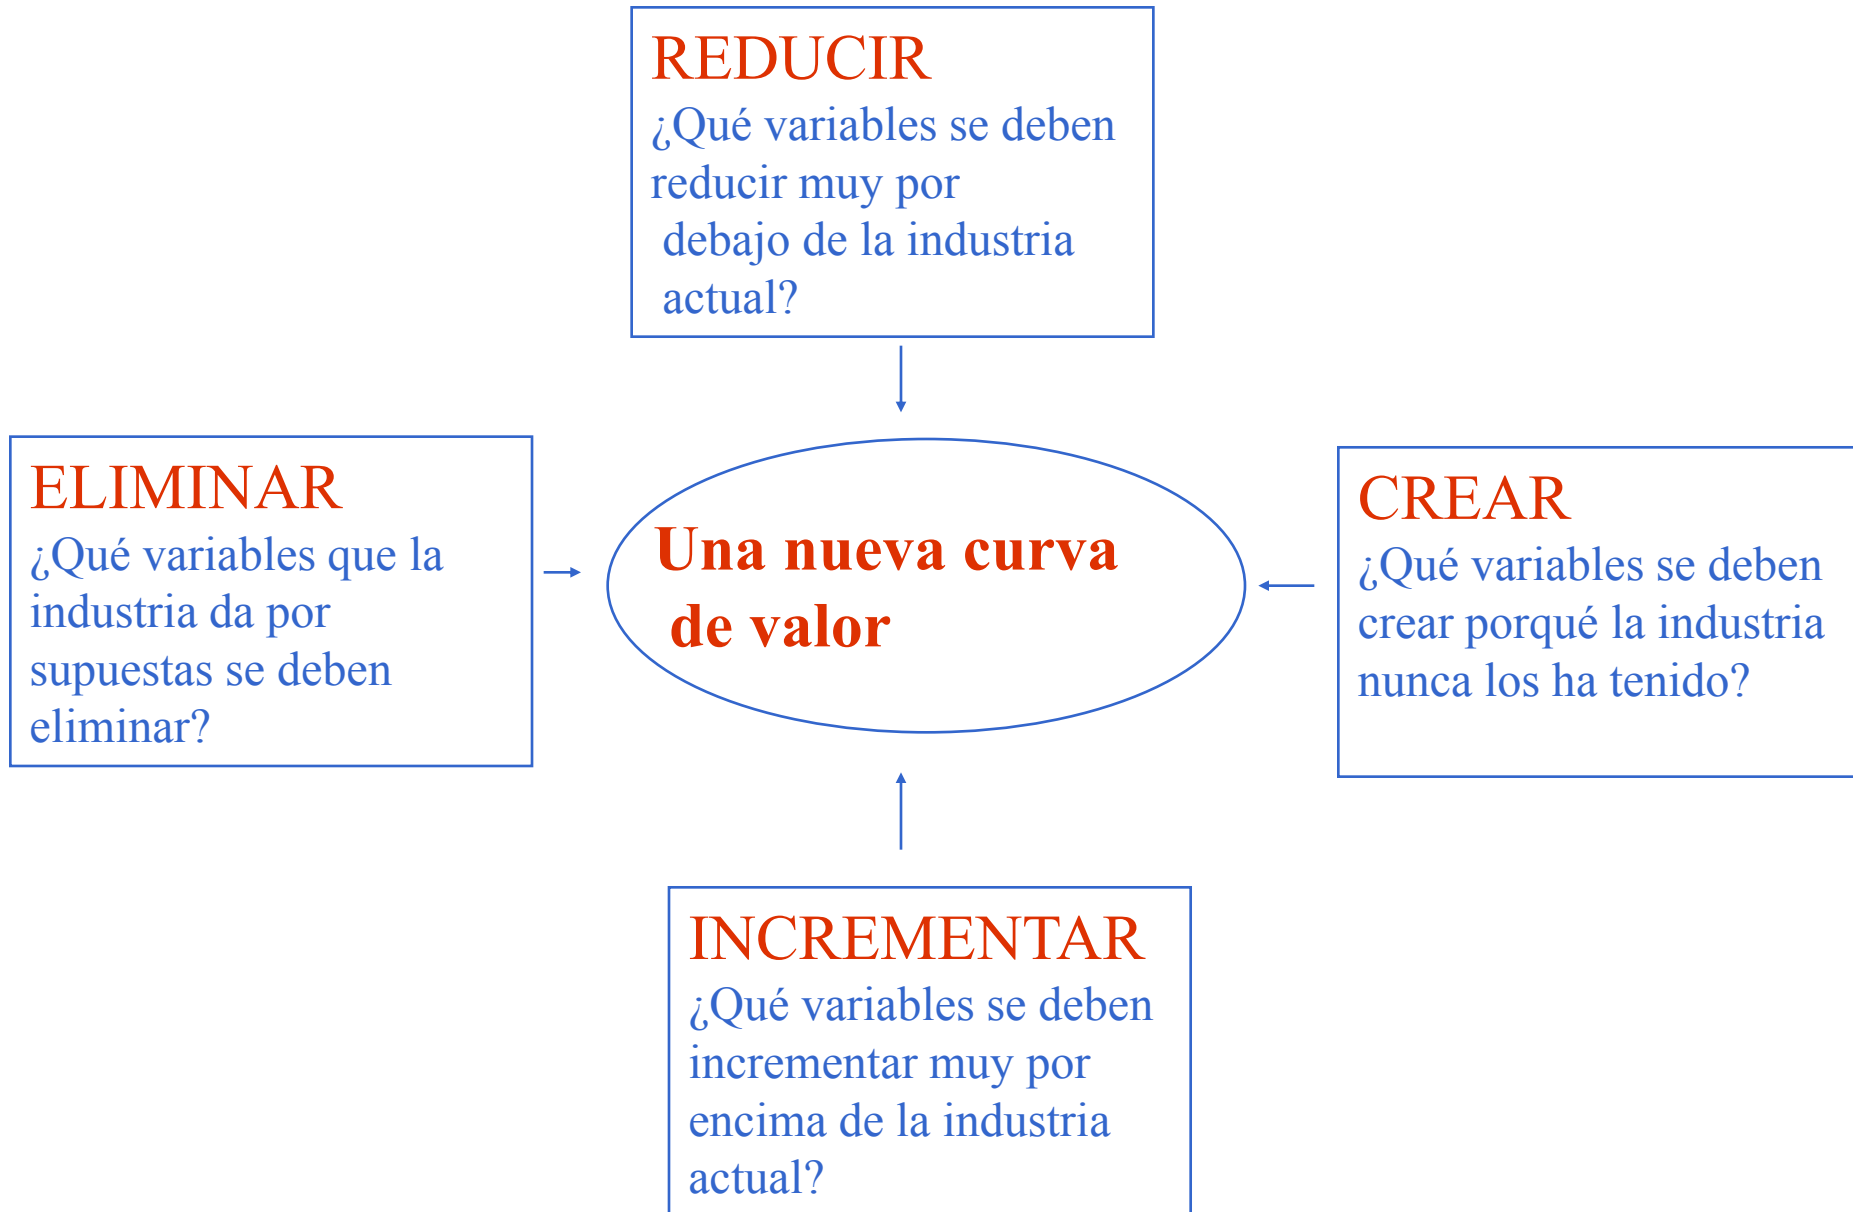 REDUCIR
¿Qué variables se deben
reducir muy por
debajo de la industria
actual?
ELIMINAR
¿Qué variables que la
industria da por
supuestas se deben
eliminar?
Una nueva curva
de valor
CREAR
¿Qué variables se deben
crear porqué la industria
nunca los ha tenido?
INCREMENTAR
¿Qué variables se deben
incrementar muy por
encima de la industria
actual?